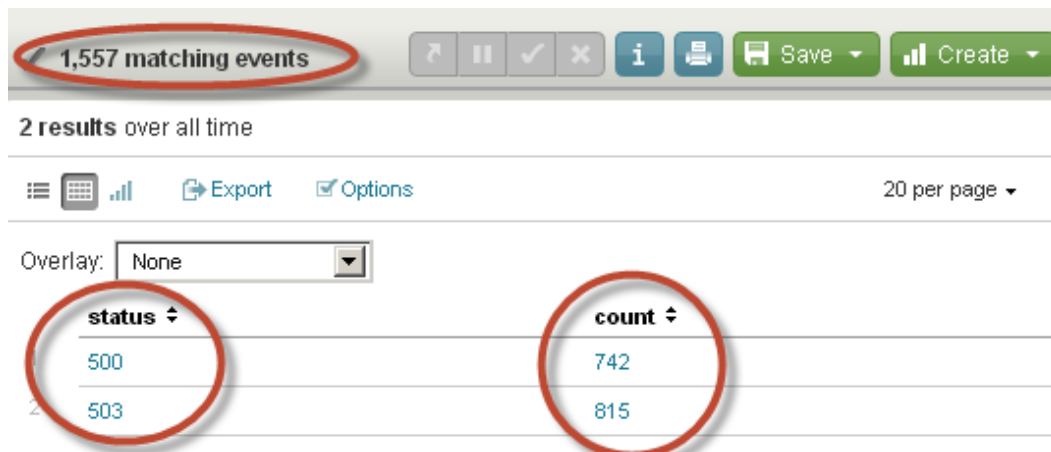 1,557 matching events
i
Save
Create
2 results over all time
Export
Options
20 per page
Overlay: None
status count
500 742
2 503 815